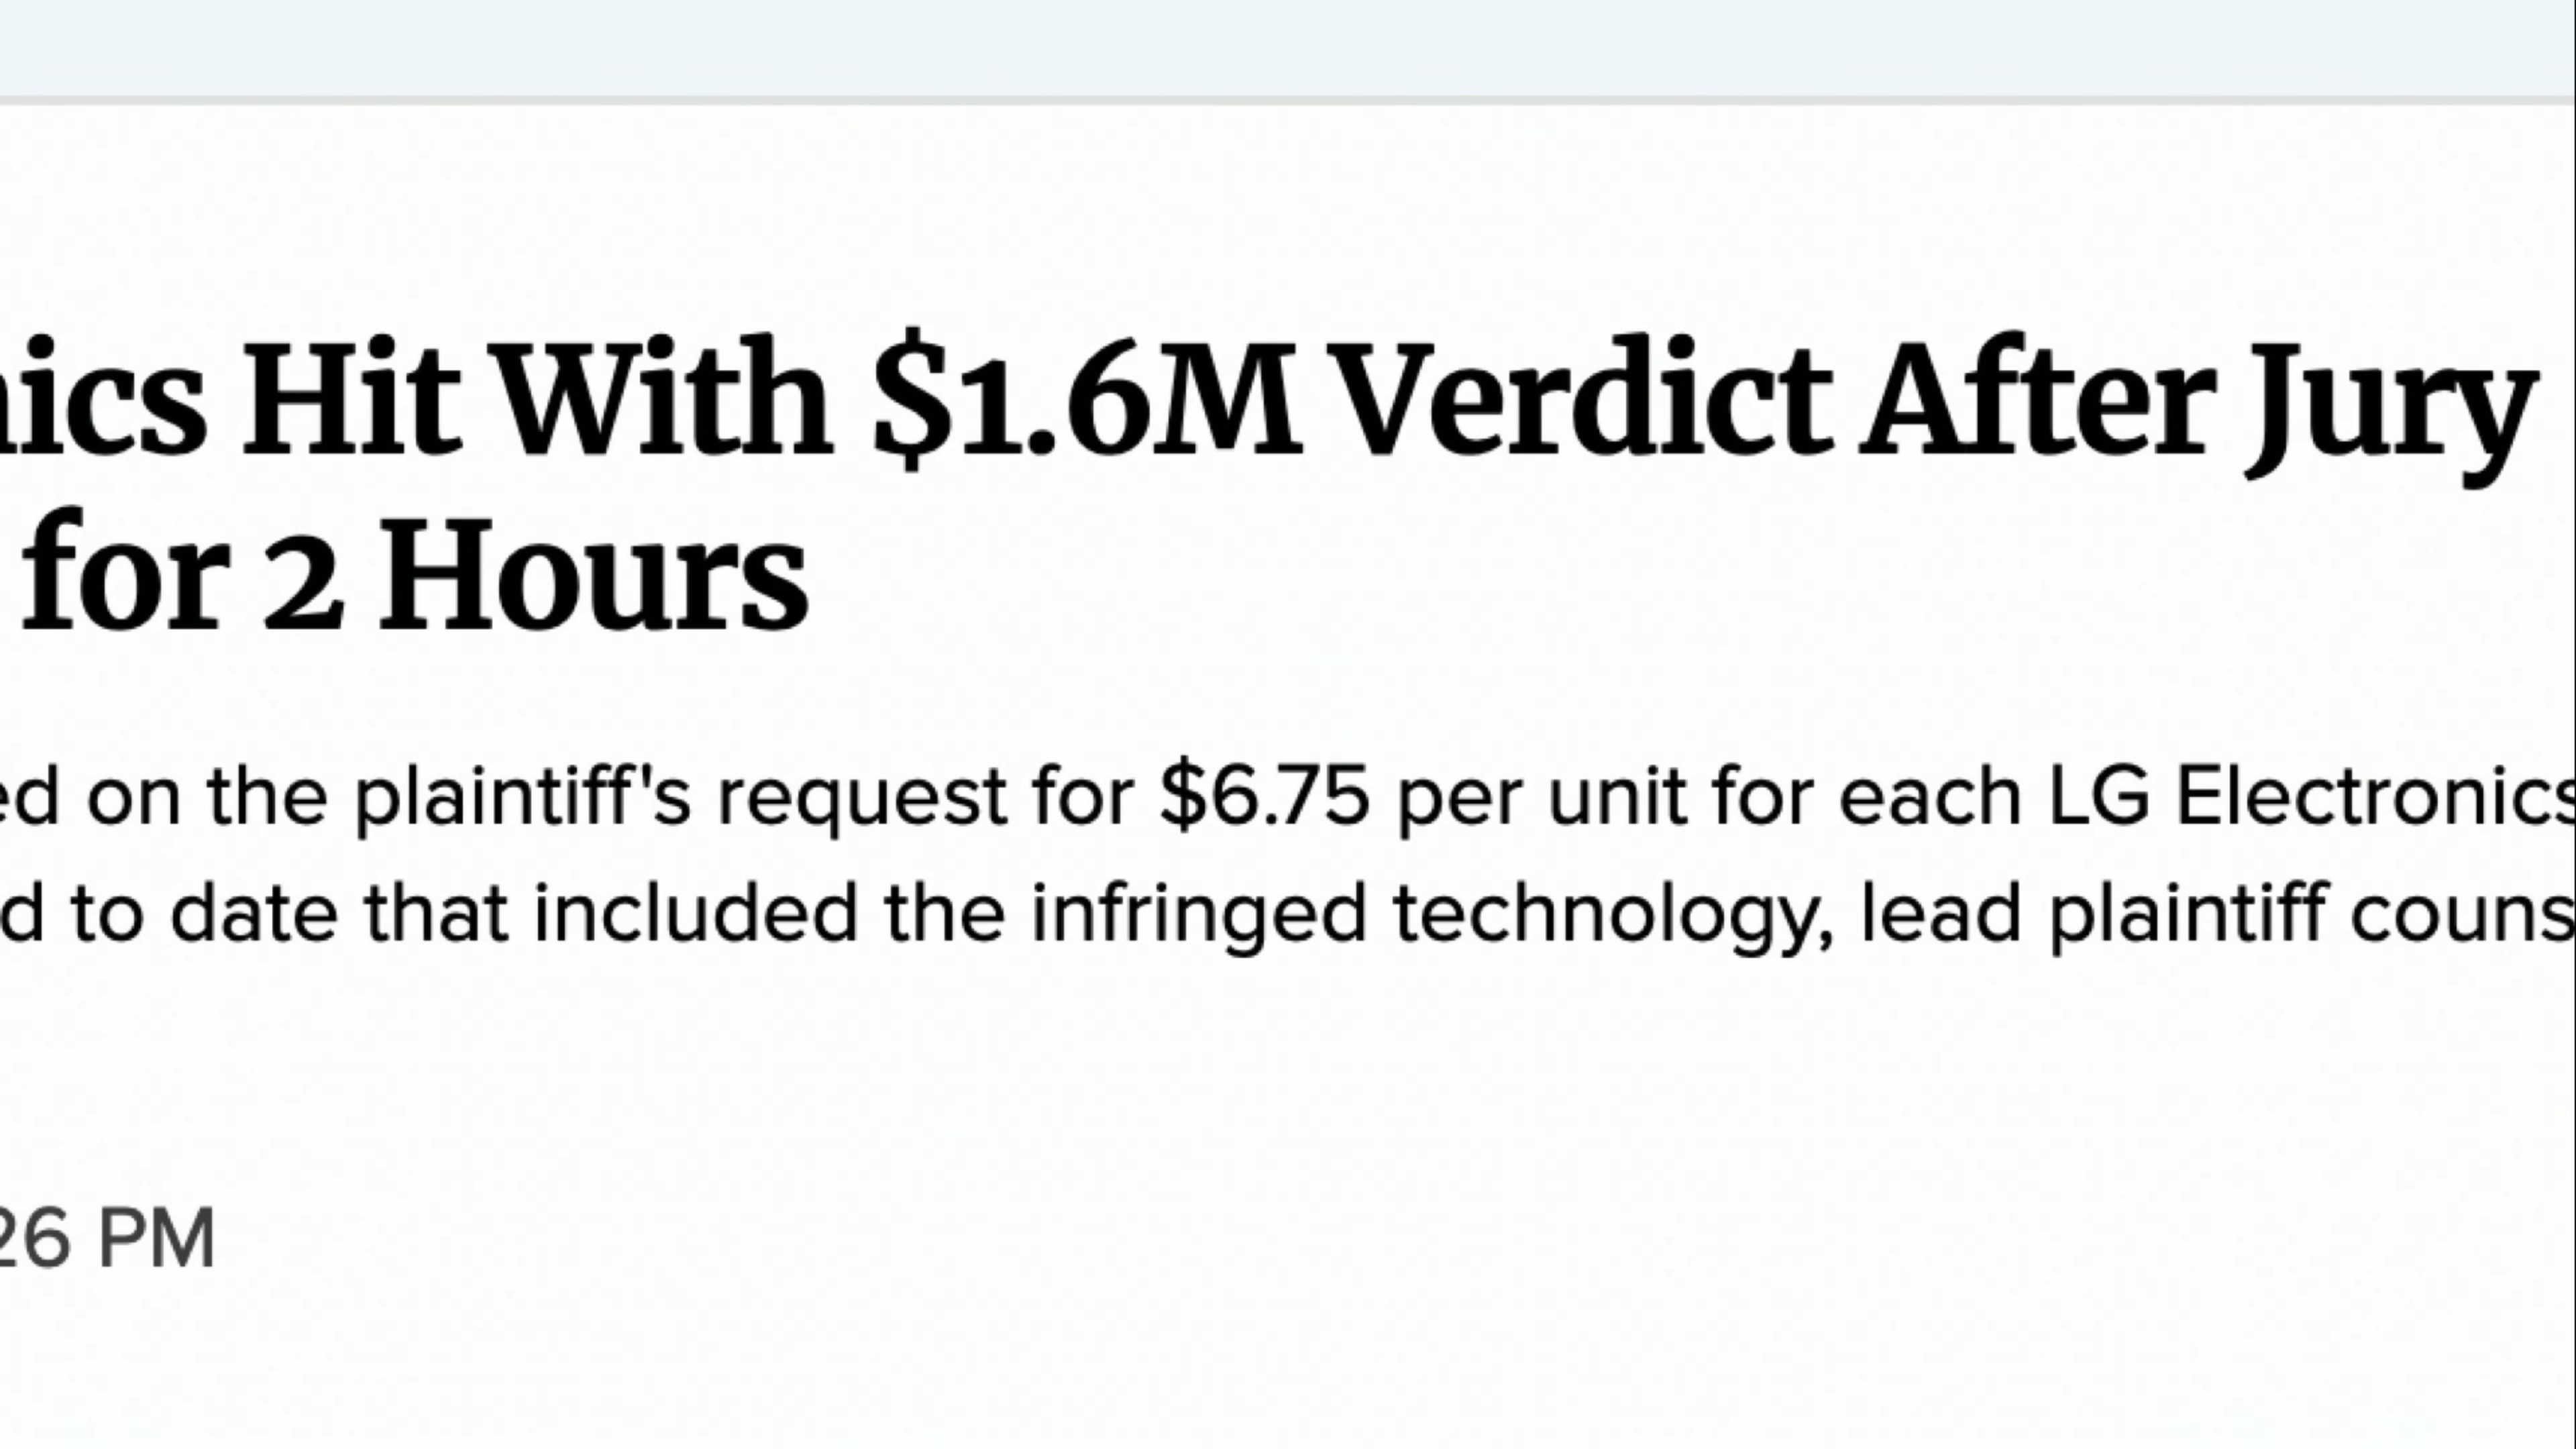 nics Hit With $1.6M Verdict After Jury
for 2 Hours
ed on the plaintiff's request for $6.75 per unit for each LG Electronics
d to date that included the infringed technology, lead plaintiff couns
26 PM